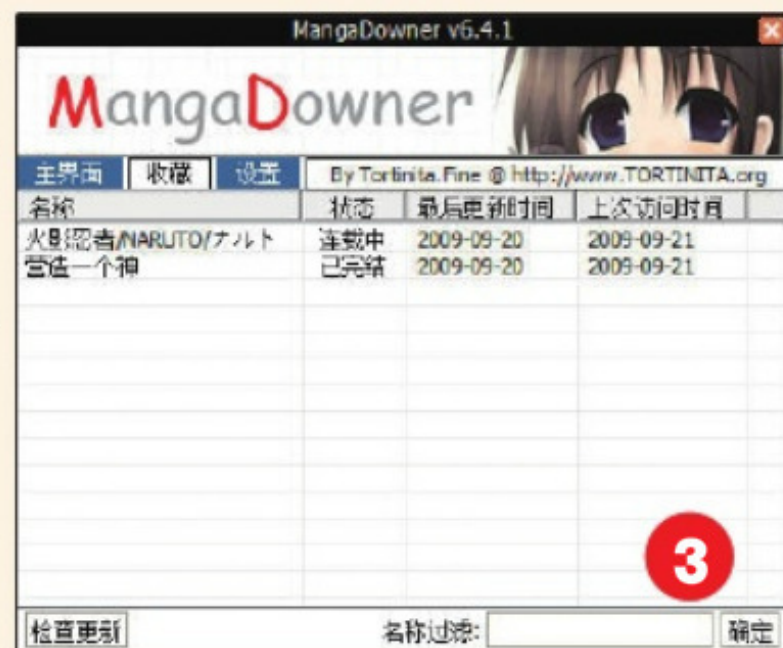 MangaDowner v6.4.1
MangaDowner
主界面 收藏 设置 By Tortinita.Fine @ http://www.TORTINITA.org
名称 状态 最后更新时间 上次访问时间
火影忍者/NARUTO/ナルト 连载中 2009-09-20 2009-09-21
营造一个神 已完结 2009-09-20 2009-09-21
3
检查更新 名称过滤: 确定